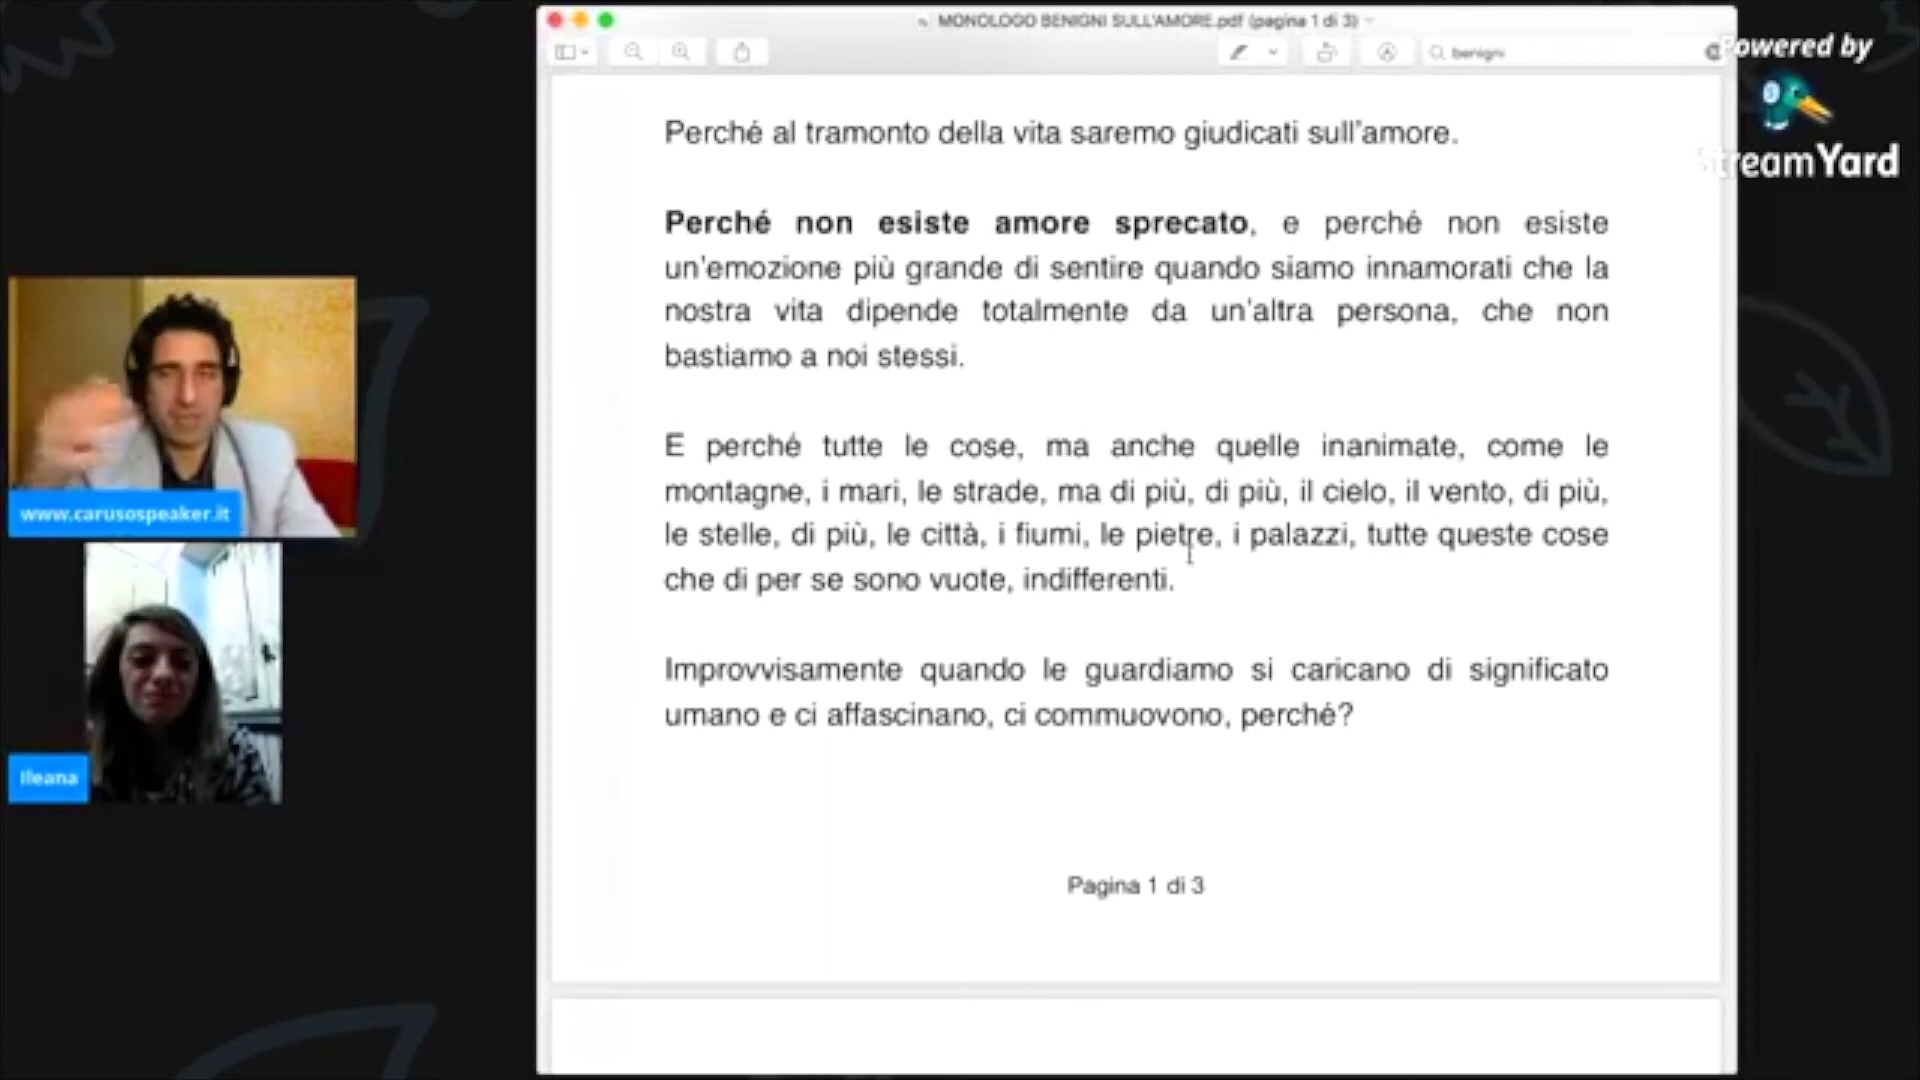 MONOLOGO BENIGNI SULL'AMORE.pdf (pagina 1 di 3)
benigni
Powered by
StreamYard
Perché al tramonto della vita saremo giudicati sull'amore.
Perché non esiste amore sprecato, e perché non esiste
un'emozione più grande di sentire quando siamo innamorati che la
nostra vita dipende totalmente da un'altra persona, che non
bastiamo a noi stessi.
E perché tutte le cose, ma anche quelle inanimate, come le
montagne, i mari, le strade, ma di più, di più, il cielo, il vento, di più,
le stelle, di più, le città, i fiumi, le pietre, i palazzi, tutte queste cose
che di per se sono vuote, indifferenti.
Improvvisamente quando le guardiamo si caricano di significato
umano e ci affascinano, ci commuovono, perché?
Pagina 1 di 3
www.carusospeaker.it
Ileana